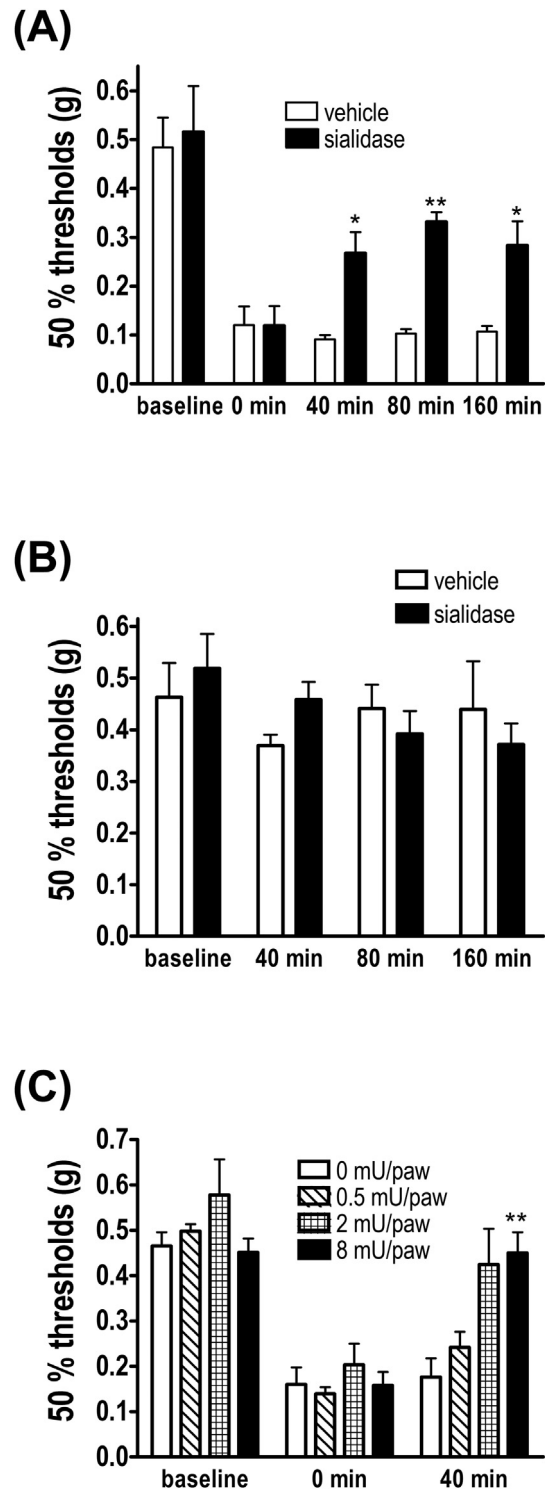 (A)
50 % thresholds (g)
0.6
0.5
0.4
0.3
0.2
0.1
0.0
vehicle
sialidase
*
**
*
baseline 0 min 40 min 80 min 160 min
(B)
50 % thresholds (g)
vehicle
sialidase
0.6
0.5
0.4
0.3
0.2
0.1
0.0
baseline 40 min 80 min 160 min
(C)
50 % thresholds (g)
0.7
0.6
0.5
0.4
0.3
0.2
0.1
0.0
0 mU/paw
0.5 mU/paw
2 mU/paw
8 mU/paw
**
baseline 0 min 40 min